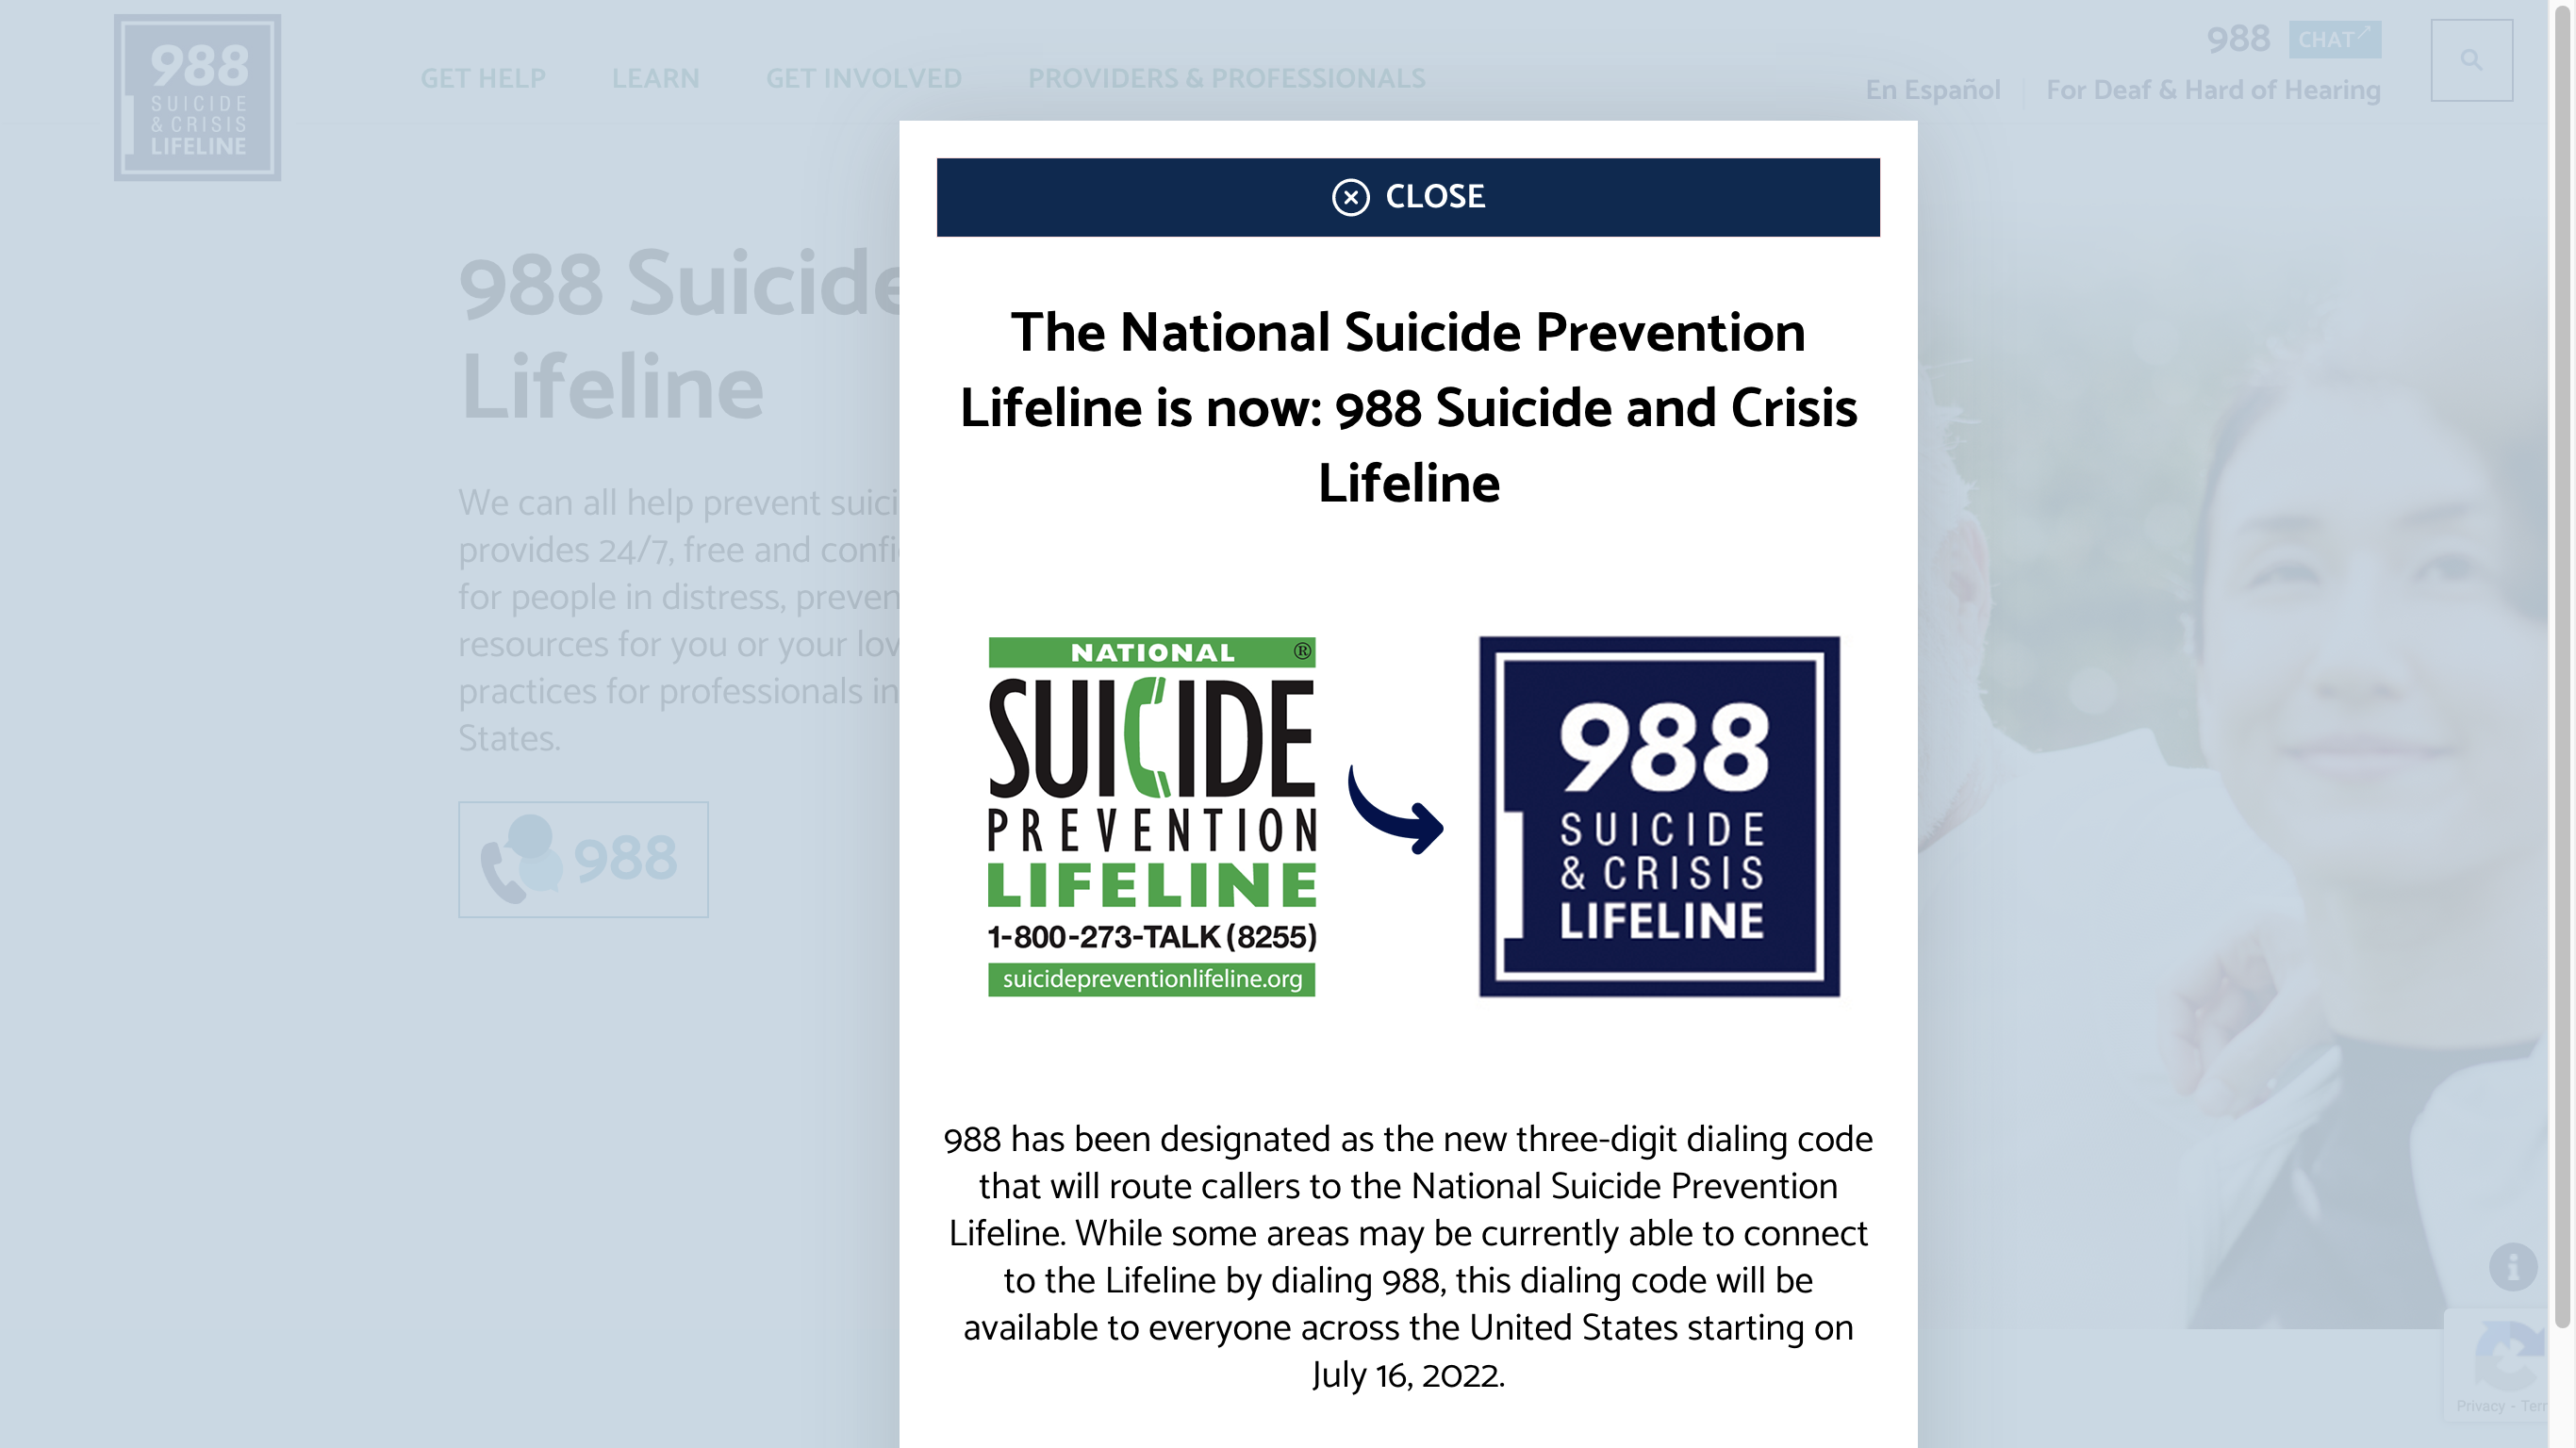 988
SUICIDE
& CRISIS
LIFELINE
GET HELP
LEARN
GET INVOLVED
PROVIDERS & PROFESSIONALS
988
CHAT
En Español
For Deaf & Hard of Hearing
988 Suicide
Lifeline
We can all help prevent
provides 24/7, free and
for people in distress,
resources for you or your
practices for professionals in
States.
988
CLOSE
The National Suicide Prevention
Lifeline is now: 988 Suicide and Crisis
Lifeline
NATIONAL ®
SUICIDE
PREVENTION
LIFELINE
1-800-273-TALK (8255)
suicidepreventionlifeline.org
988
SUICIDE
& CRISIS
LIFELINE
988 has been designated as the new three-digit dialing code
that will route callers to the National Suicide Prevention
Lifeline. While some areas may be currently able to connect
to the Lifeline by dialing 988, this dialing code will be
available to everyone across the United States starting on
July 16, 2022.
Privacy -